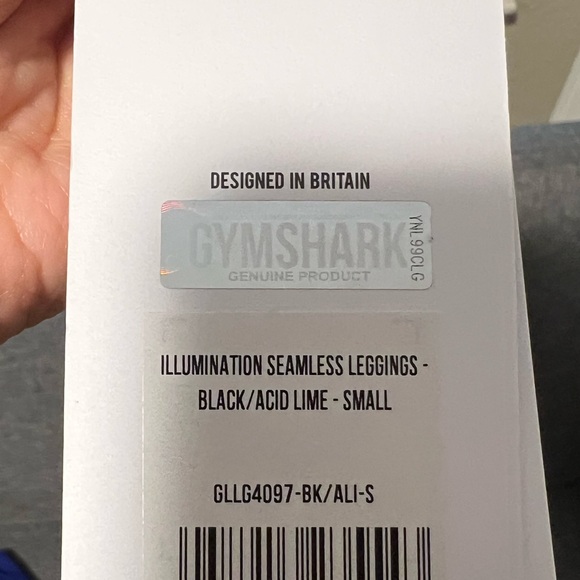 DESIGNED IN BRITAIN
GYMSHARK
GENUINE PRODUCT
YNL99CLG
ILLUMINATION SEAMLESS LEGGINGS -
BLACK/ACID LIME - SMALL
GLLG4097-BK/ALI-S